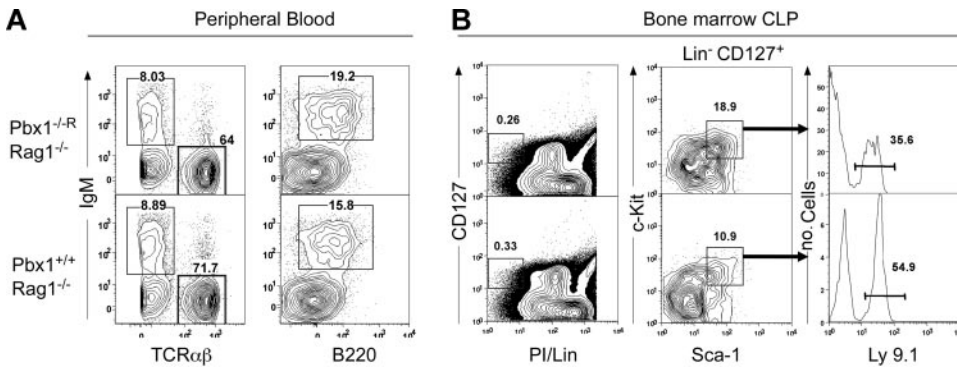 A
Peripheral Blood
B
Bone marrow CLP
Lin⁻ CD127⁺
8.03
64
19.2
0.26
18.9
35.6
Pbx1⁻/⁻ᴿ
Rag1⁻/⁻
8.89
71.7
15.8
0.33
10.9
54.9
Pbx1⁺/⁺
Rag1⁻/⁻
IgM
CD127
c-Kit
no. Cells
TCRαβ
B220
PI/Lin
Sca-1
Ly 9.1